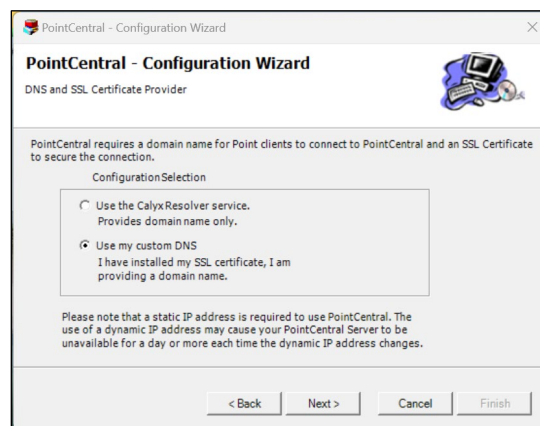 PointCentral - Configuration Wizard
PointCentral - Configuration Wizard
DNS and SSL Certificate Provider
PointCentral requires a domain name for Point clients to connect to PointCentral and an SSL Certificate
to secure the connection.
ConfigurationSelection
Use the CalyxResolver service.
Provides domain name only.
Use my custom DNS
I have installed my SSL certificate, I am
providing a domain name.
Please note that a static IP address is required to use PointCentral. The
use of a dynamic IP address may cause your PointCentral Server to be
unavailable for a day or more each time the dynamic IP address changes.
< Back Next > Cancel Finish